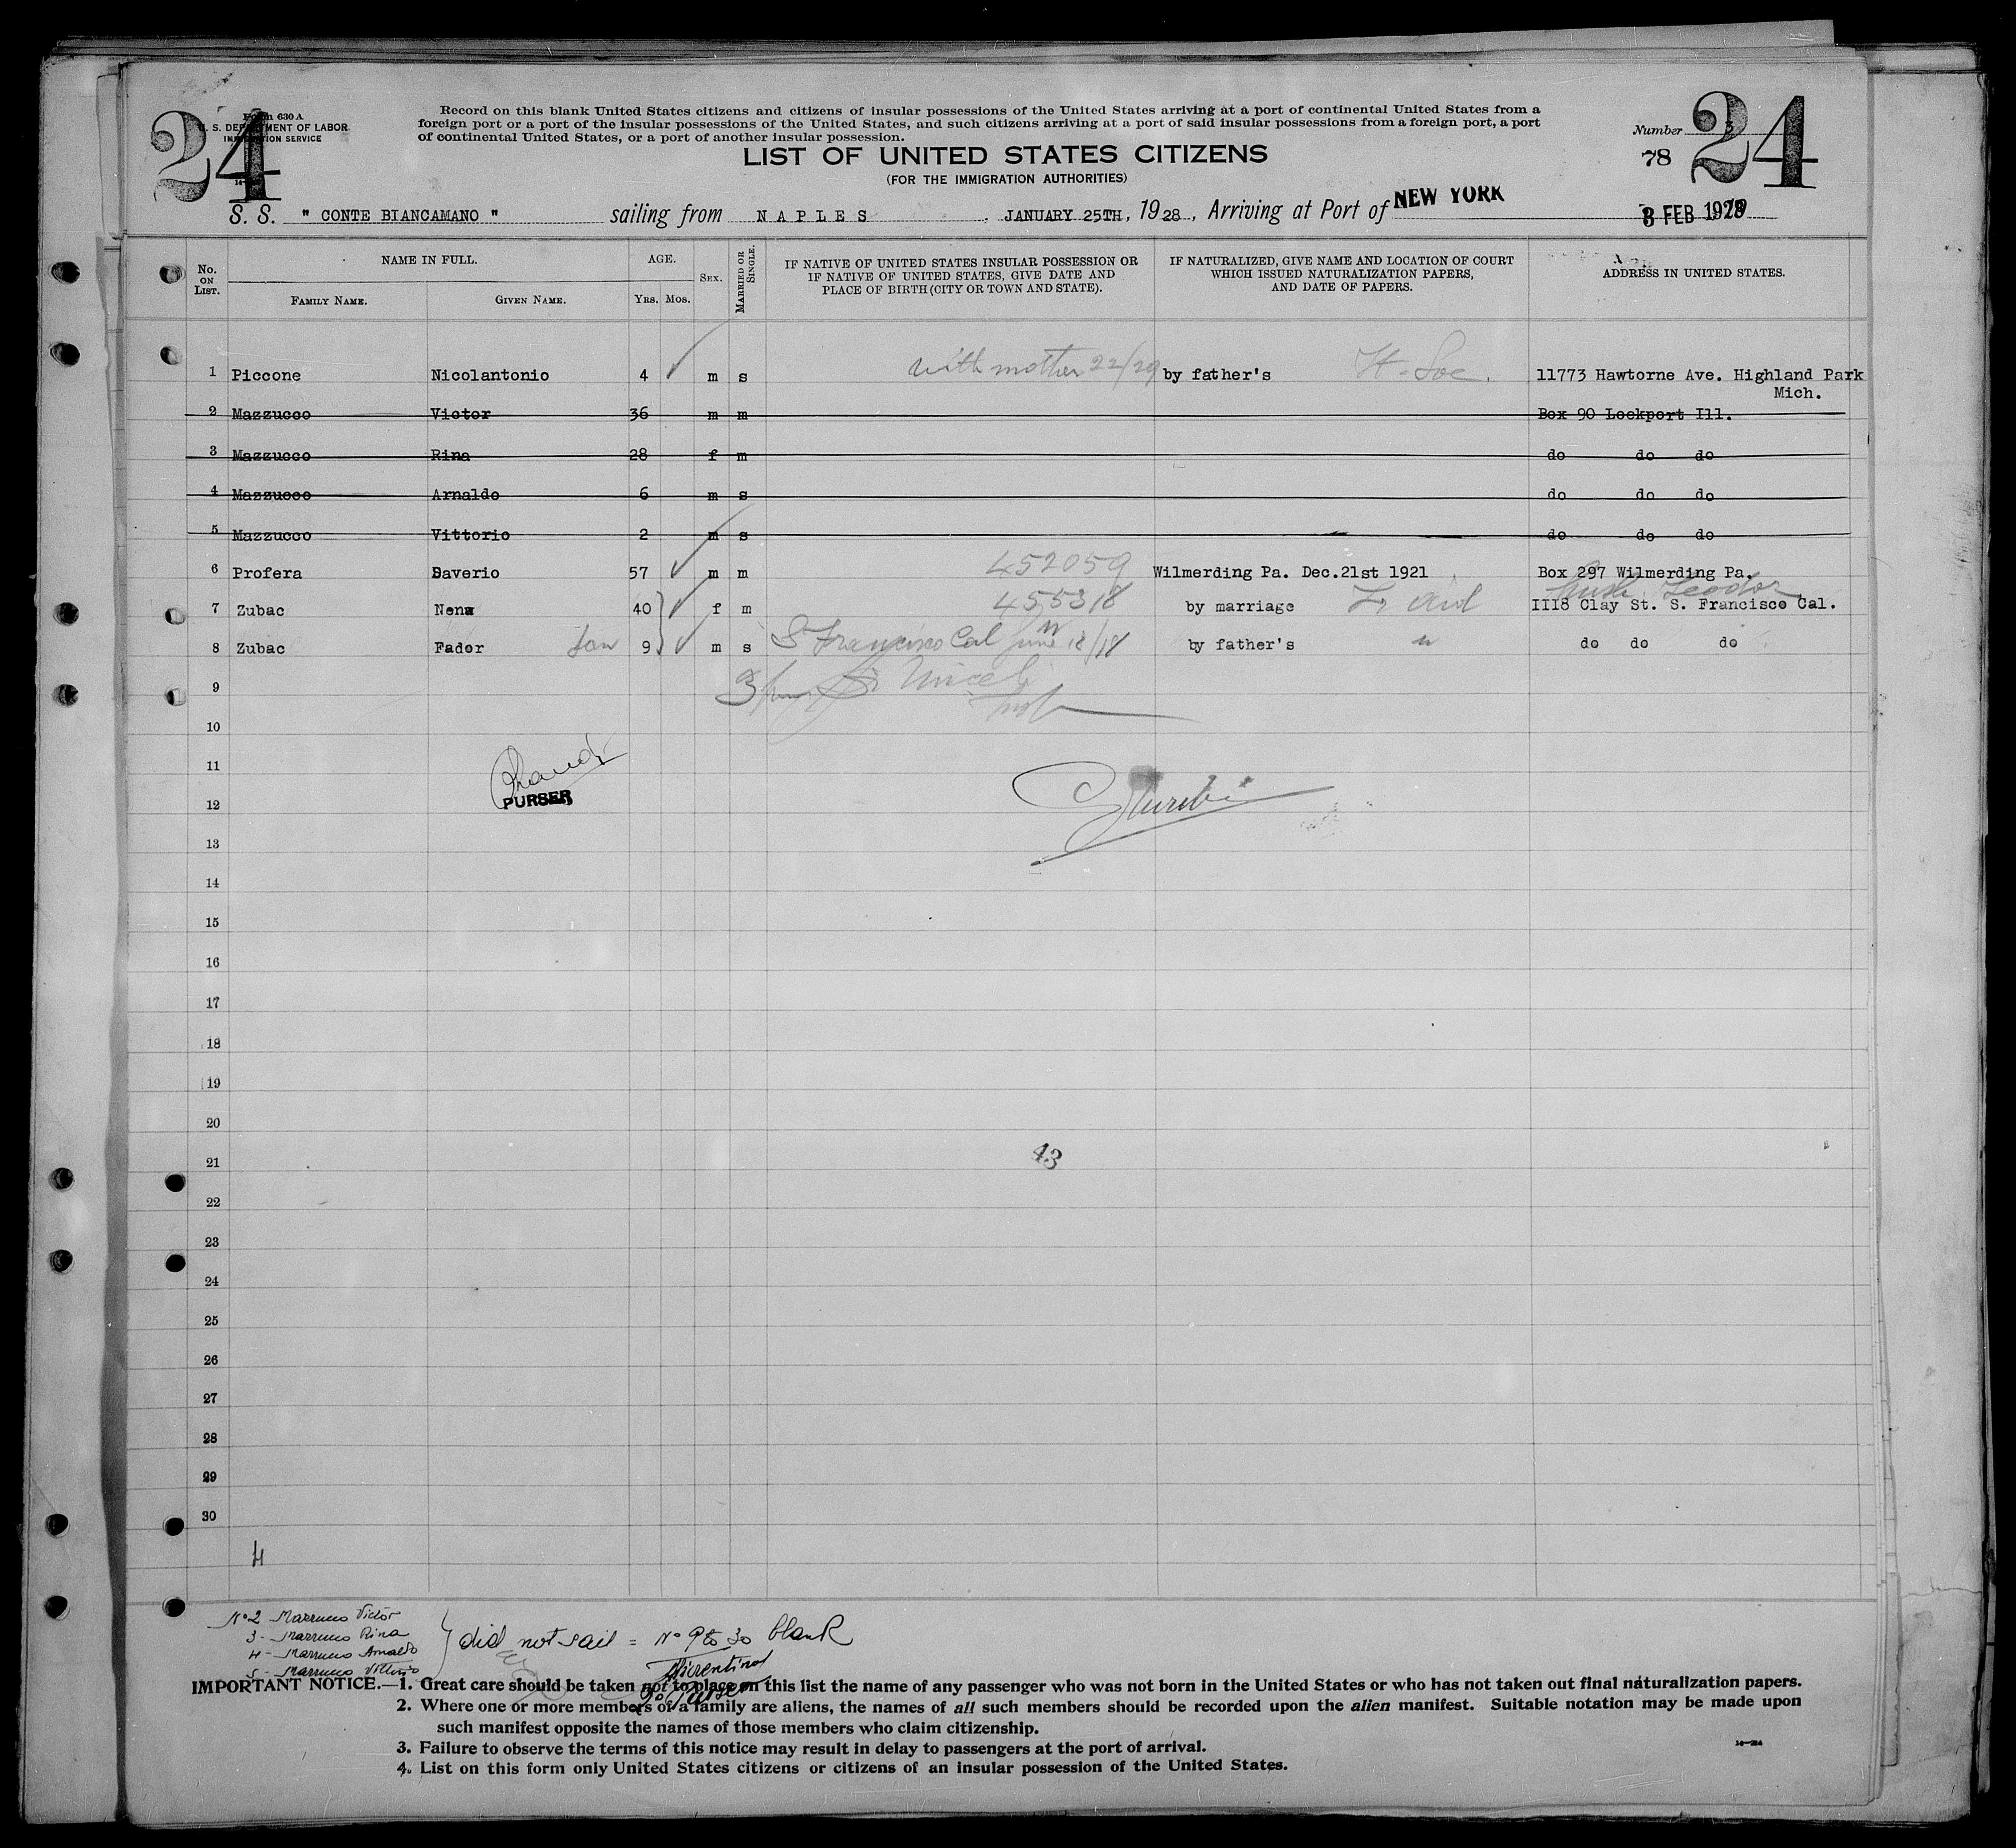 Form 630 A
U. S. DEPARTMENT OF LABOR
IMMIGRATION SERVICE
24
Record on this blank United States citizens and citizens of insular possessions of the United States arriving at a port of continental United States from a
foreign port or a port of the insular possessions of the United States, and such citizens arriving at a port of said insular possessions from a foreign port, a port
of continental United States, or a port of another insular possession.
Number 3
24
78
LIST OF UNITED STATES CITIZENS
(FOR THE IMMIGRATION AUTHORITIES)
S. S. " CONTE BIANCAMANO " sailing from NAPLES, JANUARY 25TH, 1928, Arriving at Port of NEW YORK 3 FEB 1928
No. ON LIST. NAME IN FULL. AGE. SEX. MARRIED OR SINGLE. IF NATIVE OF UNITED STATES INSULAR POSSESSION OR IF NATIVE OF UNITED STATES, GIVE DATE AND PLACE OF BIRTH (CITY OR TOWN AND STATE). IF NATURALIZED, GIVE NAME AND LOCATION OF COURT WHICH ISSUED NATURALIZATION PAPERS, AND DATE OF PAPERS. ADDRESS IN UNITED STATES.
FAMILY NAME. GIVEN NAME. YRS. MOS.
1 Piccone Nicolantonio 4 m s with mother 22/29 by father's 11773 Hawtorne Ave. Highland Park
Mich.
2 Mazzucco Victor 36 m m Box 90 Lockport Ill.
3 Mazzucco Rina 28 f m do do do
4 Mazzucco Arnaldo 6 m s do do do
5 Mazzucco Vittorio 2 m s do do do
6 Profera Saverio 57 m m 452059 Wilmerding Pa. Dec.21st 1921 Box 297 Wilmerding Pa.
7 Zubac Nena 40 f m 455318 by marriage 1118 Clay St. S. Francisco Cal.
8 Zubac Fador son 9 m s S Francisco Cal June 12/18 by father's " do do do
9
10
11
PURSER
12
13
14
15
16
17
18
19
20
21
43
22
23
24
25
26
27
28
29
30
4
No 2 Mazzucco Victor
3 - Mazzucco Rina
4 - Mazzucco Arnaldo
5 - Mazzucco Vittorio
} did not sail = No 9 to 30 blank
IMPORTANT NOTICE.—1. Great care should be taken not to place on this list the name of any passenger who was not born in the United States or who has not taken out final naturalization papers.
2. Where one or more members of a family are aliens, the names of all such members should be recorded upon the alien manifest. Suitable notation may be made upon
such manifest opposite the names of those members who claim citizenship.
3. Failure to observe the terms of this notice may result in delay to passengers at the port of arrival.
4. List on this form only United States citizens or citizens of an insular possession of the United States.